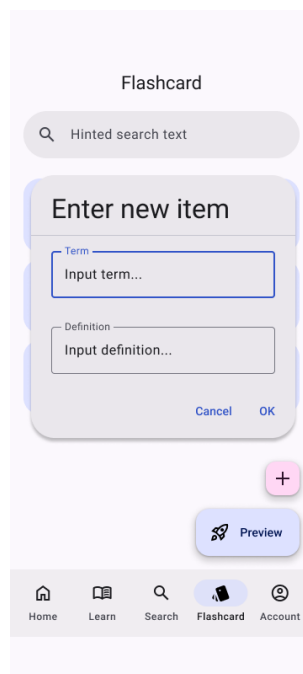 Flashcard
Hinted search text
Enter new item
Term
Input term...
Definition
Input definition...
Cancel OK
Preview
Home Learn Search Flashcard Account